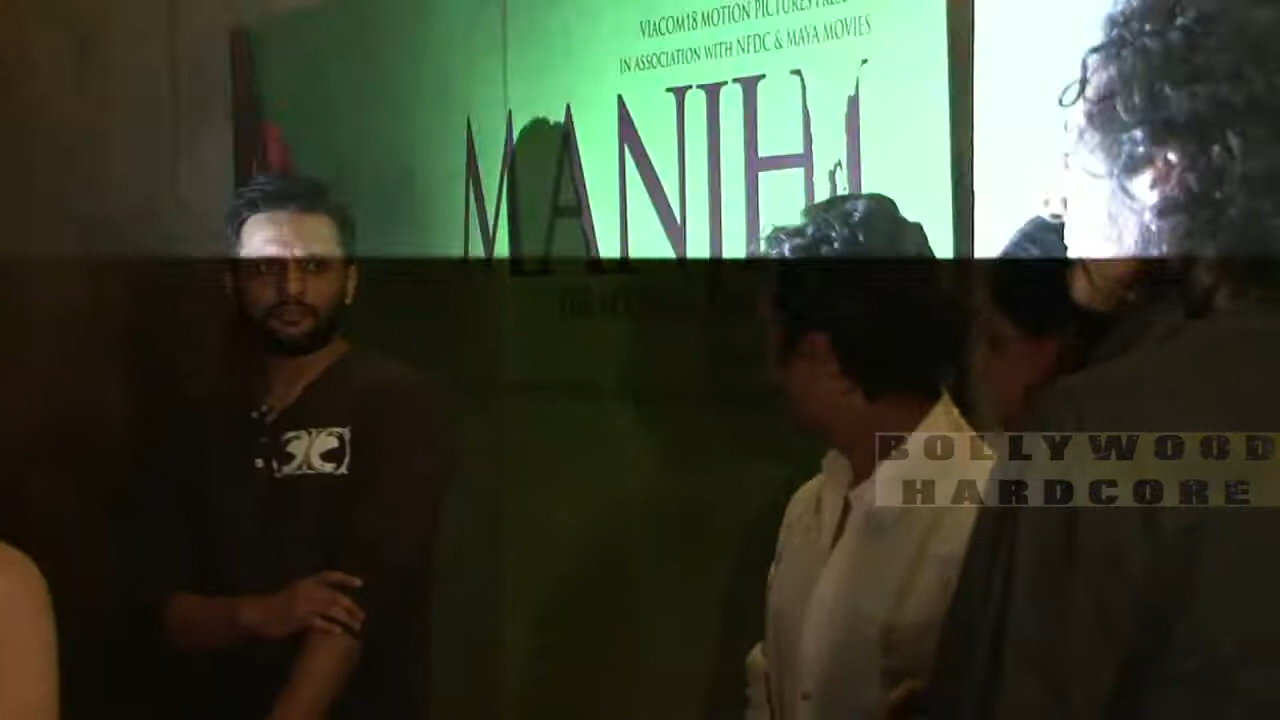 VIACOM18 MOTION PICTURES
IN ASSOCIATION WITH NFDC & MAYA MOVIES
MANJHI
BOLLYWOOD
HARDCORE